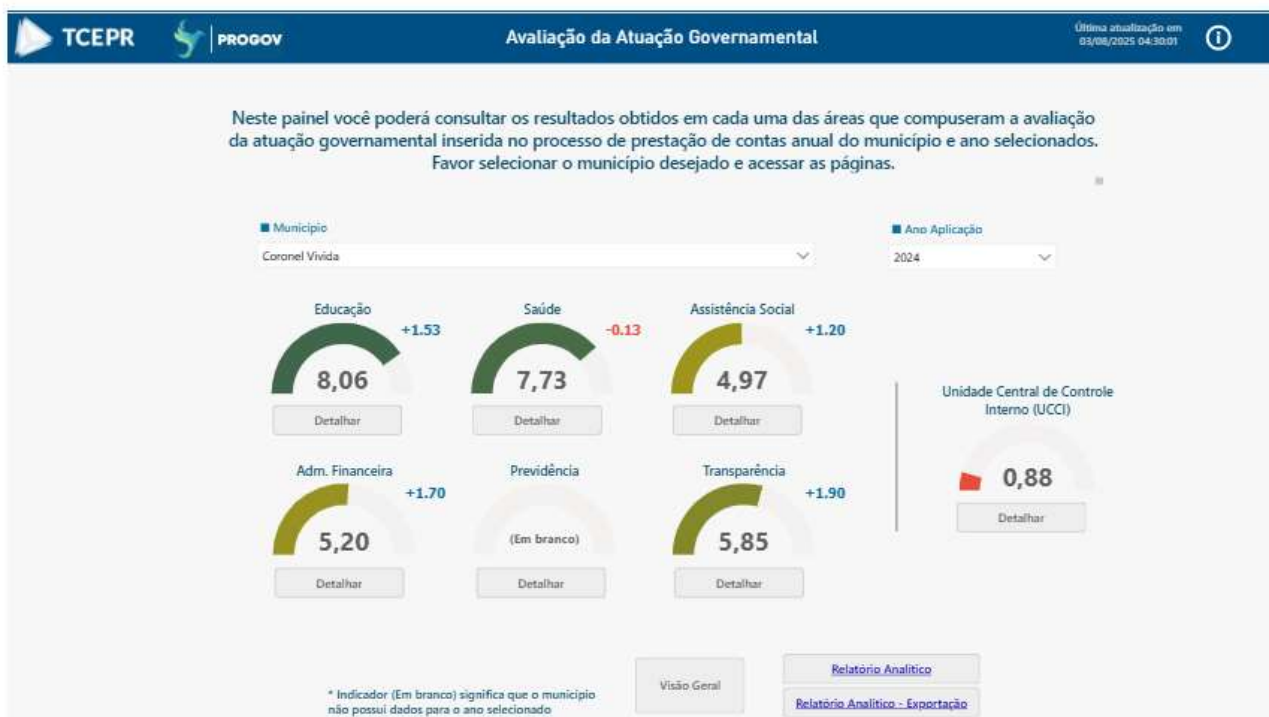 TCEPR
PROGOV
Avaliação da Atuação Governamental
Última atualização em
03/08/2025 04:30:01
Neste painel você poderá consultar os resultados obtidos em cada uma das áreas que compuseram a avaliação
da atuação governamental inserida no processo de prestação de contas anual do município e ano selecionados.
Favor selecionar o município desejado e acessar as páginas.
Município
Ano Aplicação
Coronel Vivida
2024
Educação
+1.53
8,06
Detalhar
Saúde
-0.13
7,73
Detalhar
Assistência Social
+1.20
4,97
Detalhar
Unidade Central de Controle
Interno (UCCI)
0,88
Detalhar
Adm. Financeira
+1.70
5,20
Detalhar
Previdência
(Em branco)
Detalhar
Transparência
+1.90
5,85
Detalhar
* Indicador (Em branco) significa que o município
não possui dados para o ano selecionado
Visão Geral
Relatório Analítico
Relatório Analítico - Exportação